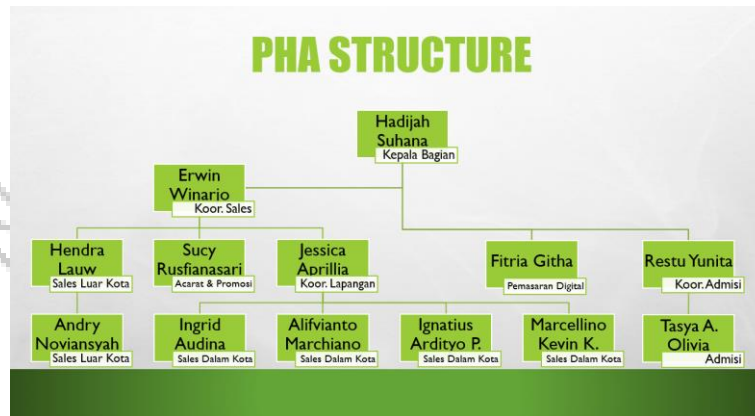 PHA STRUCTURE
Hadijah
Suhana
Kepala Bagian
Erwin
Winario
Koor. Sales
Hendra
Lauw
Sales Luar Kota
Sucy
Rusfianasari
Acarat & Promosi
Jessica
Aprillia
Koor. Lapangan
Fitria Githa
Pemasaran Digital
Restu Yunita
Koor. Admisi
Andry
Noviansyah
Sales Luar Kota
Ingrid
Audina
Sales Dalam Kota
Alifvianto
Marchiano
Sales Dalam Kota
Ignatius
Ardityo P.
Sales Dalam Kota
Marcellino
Kevin K.
Sales Dalam Kota
Tasya A.
Olivia
Admisi